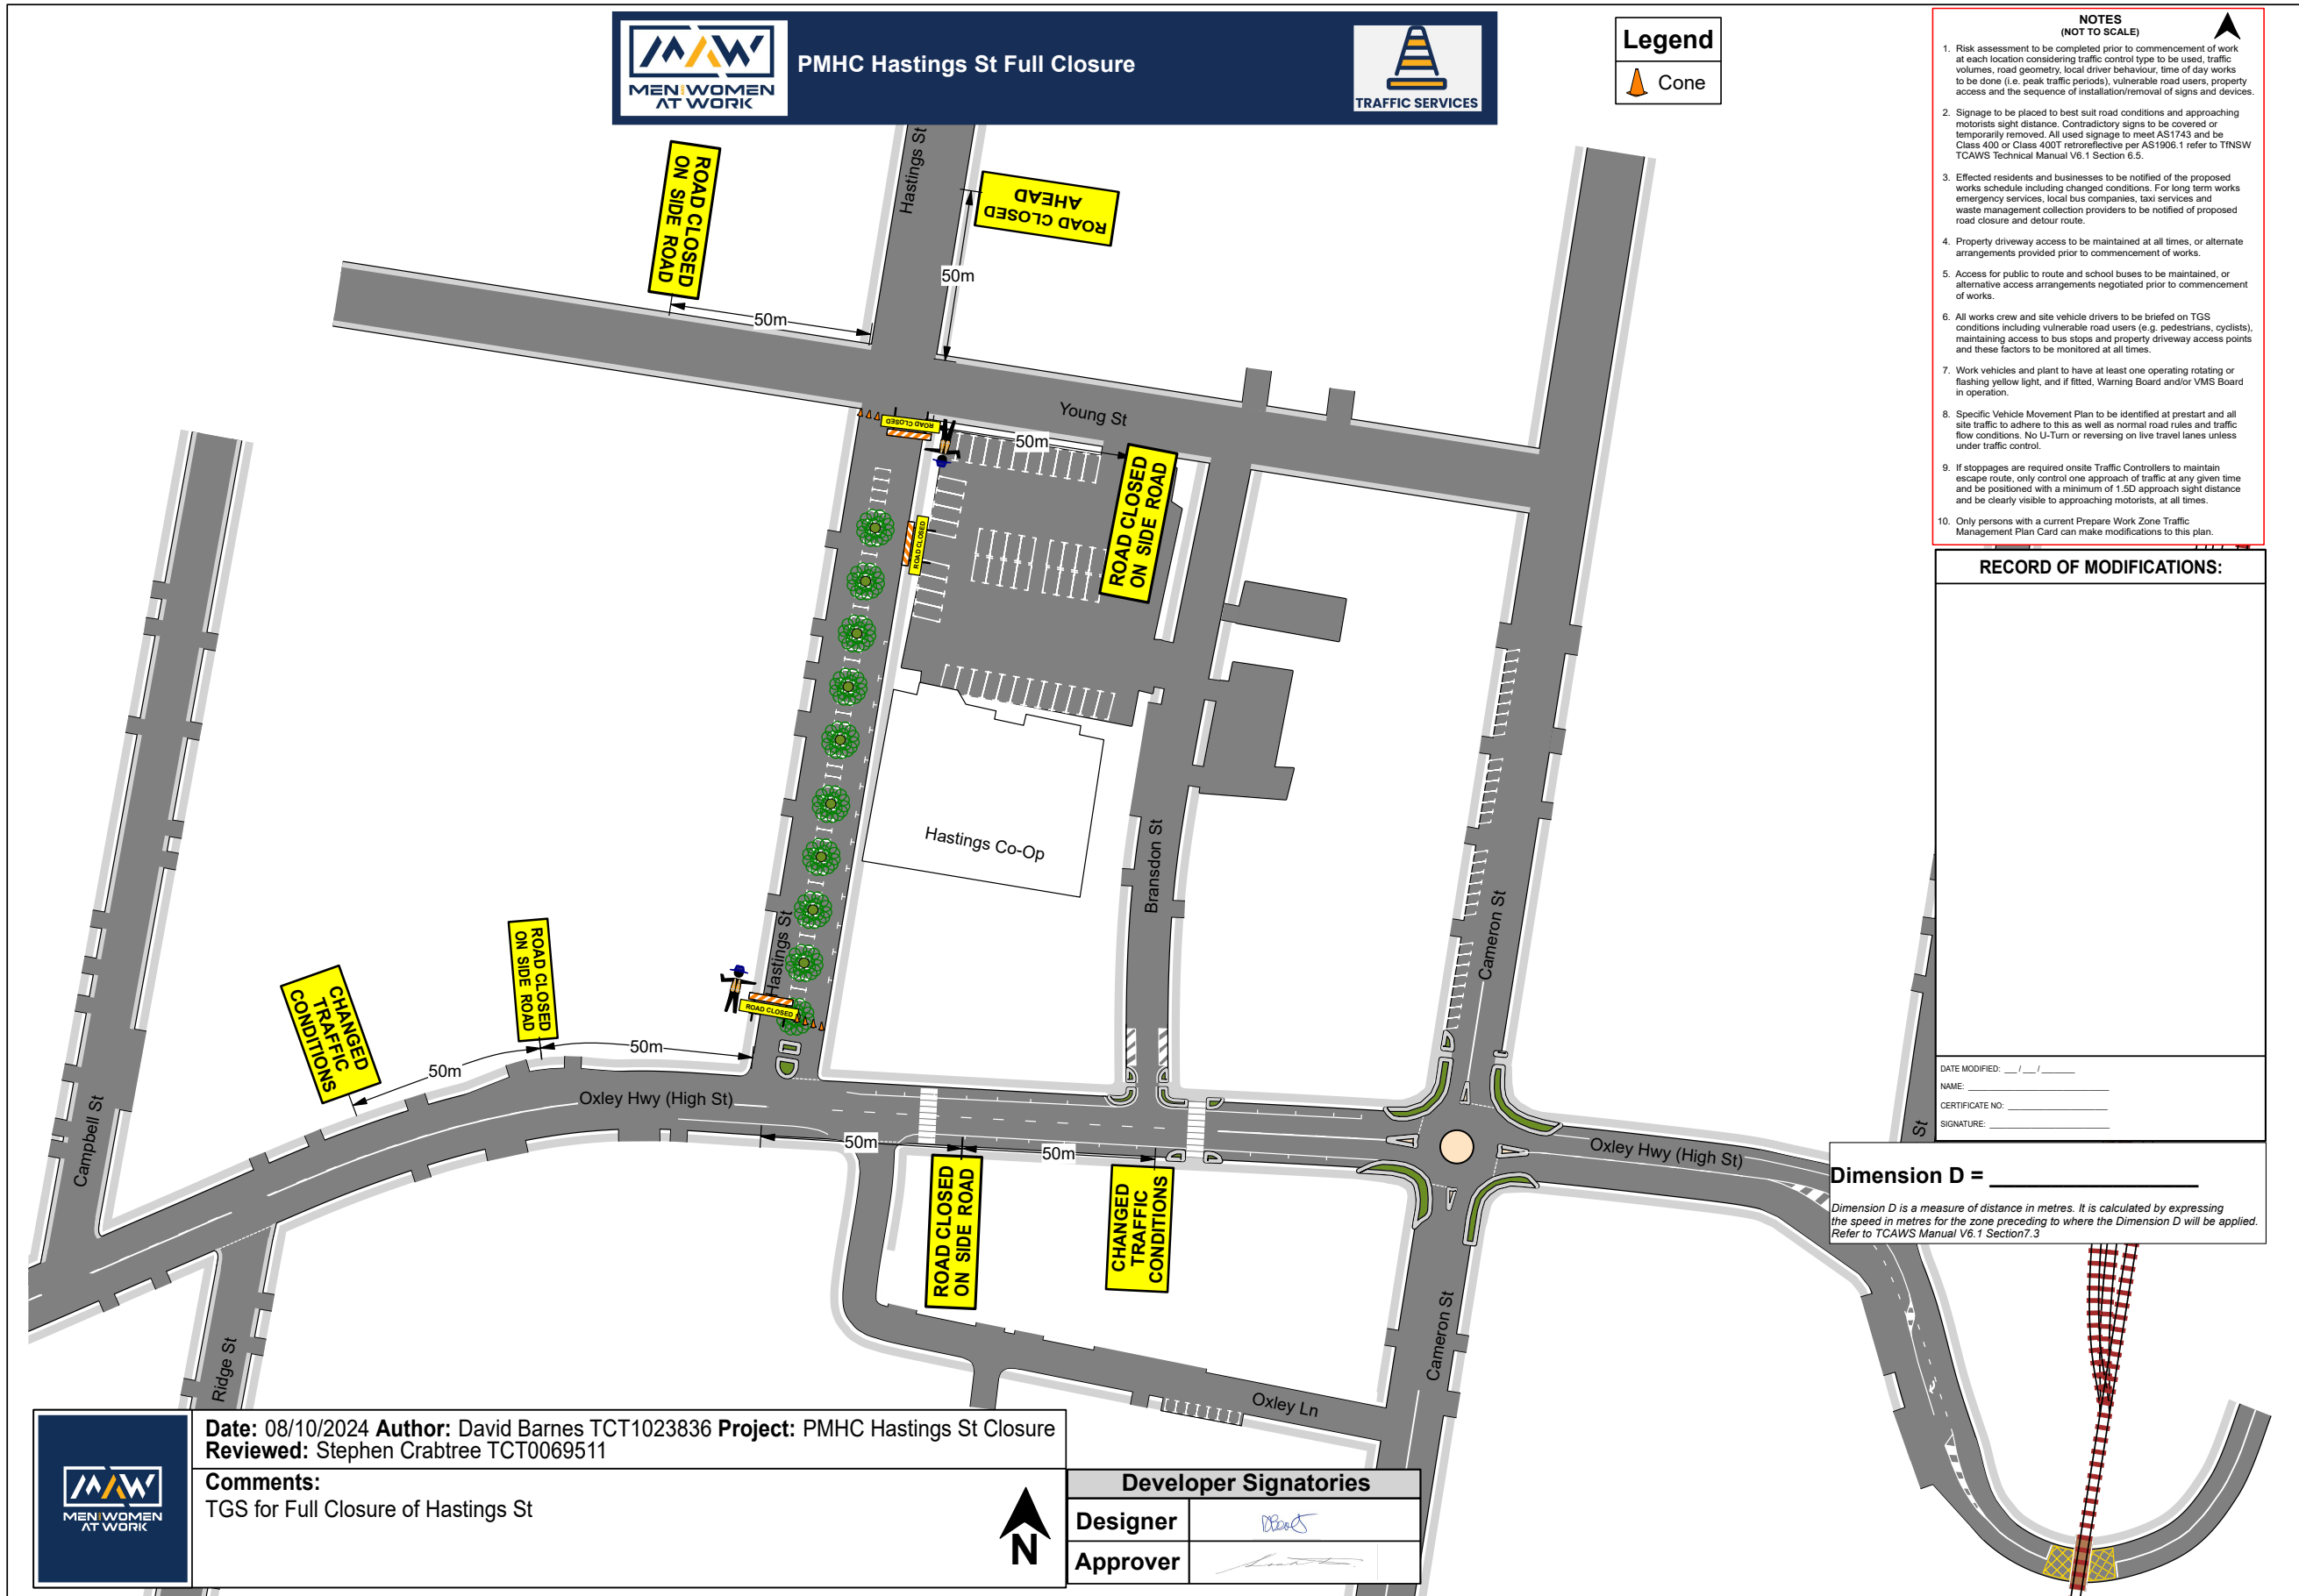 MAW
MEN AND WOMEN
AT WORK
PMHC Hastings St Full Closure
TRAFFIC SERVICES
Legend
Cone
NOTES
(NOT TO SCALE)
1. Risk assessment to be completed prior to commencement of work
at each location considering traffic control type to be used, traffic
volumes, road geometry, local driver behaviour, time of day works
to be done (i.e. peak traffic periods), vulnerable road users, property
access and the sequence of installation/removal of signs and devices.
2. Signage to be placed to best suit road conditions and approaching
motorists sight distance. Contradictory signs to be covered or
temporarily removed. All used signage to meet AS1743 and be
Class 400 or Class 400T retroreflective per AS1906.1 refer to TfNSW
TCAWS Technical Manual V6.1 Section 6.5.
3. Effected residents and businesses to be notified of the proposed
works schedule including changed conditions. For long term works
emergency services, local bus companies, taxi services and
waste management collection providers to be notified of proposed
road closure and detour route.
4. Property driveway access to be maintained at all times, or alternate
arrangements provided prior to commencement of works.
5. Access for public to route and school buses to be maintained, or
alternative access arrangements negotiated prior to commencement
of works.
6. All works crew and site vehicle drivers to be briefed on TGS
conditions including vulnerable road users (e.g. pedestrians, cyclists),
maintaining access to bus stops and property driveway access points
and these factors to be monitored at all times.
7. Work vehicles and plant to have at least one operating rotating or
flashing yellow light, and if fitted, Warning Board and/or VMS Board
in operation.
8. Specific Vehicle Movement Plan to be identified at prestart and all
site traffic to adhere to this as well as normal road rules and traffic
flow conditions. No U-Turn or reversing on live travel lanes unless
under traffic control.
9. If stoppages are required onsite Traffic Controllers to maintain
escape route, only control one approach of traffic at any given time
and be positioned with a minimum of 1.5D approach sight distance
and be clearly visible to approaching motorists, at all times.
10. Only persons with a current Prepare Work Zone Traffic
Management Plan Card can make modifications to this plan.
RECORD OF MODIFICATIONS:
DATE MODIFIED: ___ / ___ / _______
NAME: ____________________
CERTIFICATE NO: ____________________
SIGNATURE: ____________________
Dimension D = ____________________
Dimension D is a measure of distance in metres. It is calculated by expressing
the speed in metres for the zone preceding to where the Dimension D will be applied.
Refer to TCAWS Manual V6.1 Section7.3
Hastings St
ROAD CLOSED
ON SIDE ROAD
ROAD CLOSED
AHEAD
50m
50m
Young St
ROAD CLOSED
50m
ROAD CLOSED
ON SIDE ROAD
ROAD CLOSED
Hastings Co-Op
Bransdon St
Cameron St
Hastings St
ROAD CLOSED
ROAD CLOSED
ON SIDE ROAD
CHANGED
TRAFFIC
CONDITIONS
50m
50m
Oxley Hwy (High St)
Campbell St
50m
50m
Oxley Hwy (High St)
St
ROAD CLOSED
ON SIDE ROAD
CHANGED
TRAFFIC
CONDITIONS
Ridge St
Cameron St
Oxley Ln
MAW
MEN AND WOMEN
AT WORK
Date: 08/10/2024 Author: David Barnes TCT1023836 Project: PMHC Hastings St Closure
Reviewed: Stephen Crabtree TCT0069511
Comments:
TGS for Full Closure of Hastings St
N
Developer Signatories
Designer
Approver